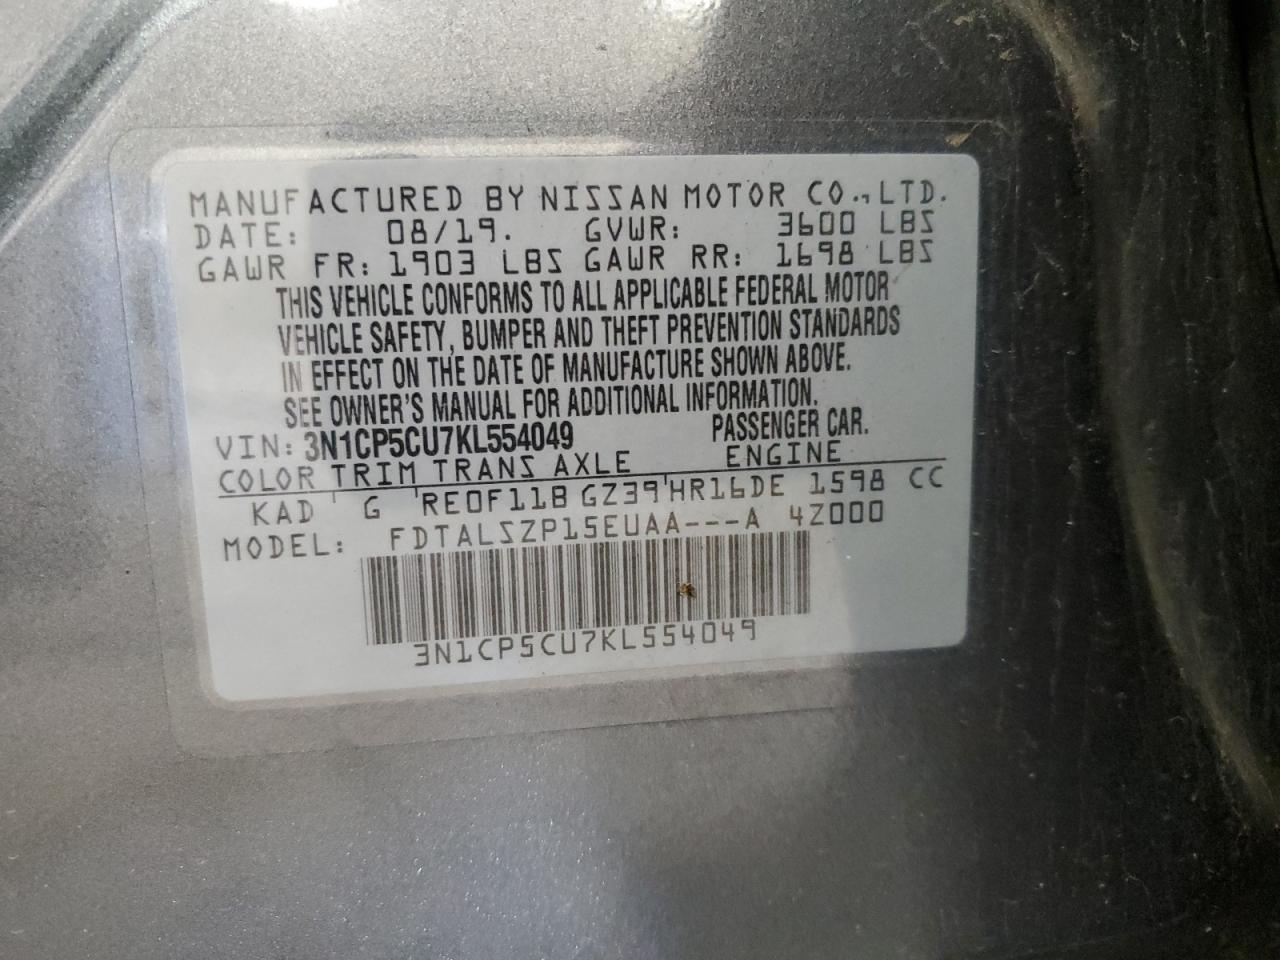 MANUFACTURED BY NISSAN MOTOR CO., LTD.
DATE: 08/19. GVWR: 3600 LBS
GAWR FR: 1903 LBS GAWR RR: 1698 LBS
THIS VEHICLE CONFORMS TO ALL APPLICABLE FEDERAL MOTOR
VEHICLE SAFETY, BUMPER AND THEFT PREVENTION STANDARDS
IN EFFECT ON THE DATE OF MANUFACTURE SHOWN ABOVE.
SEE OWNER'S MANUAL FOR ADDITIONAL INFORMATION.
VIN: 3N1CP5CU7KL554049 PASSENGER CAR.
COLOR TRIM TRANS AXLE ENGINE
KAD G RE0F11B GZ39 HR16DE 1598 CC
MODEL: FDTALSZP15EUAA---A 4Z000
3N1CP5CU7KL554049